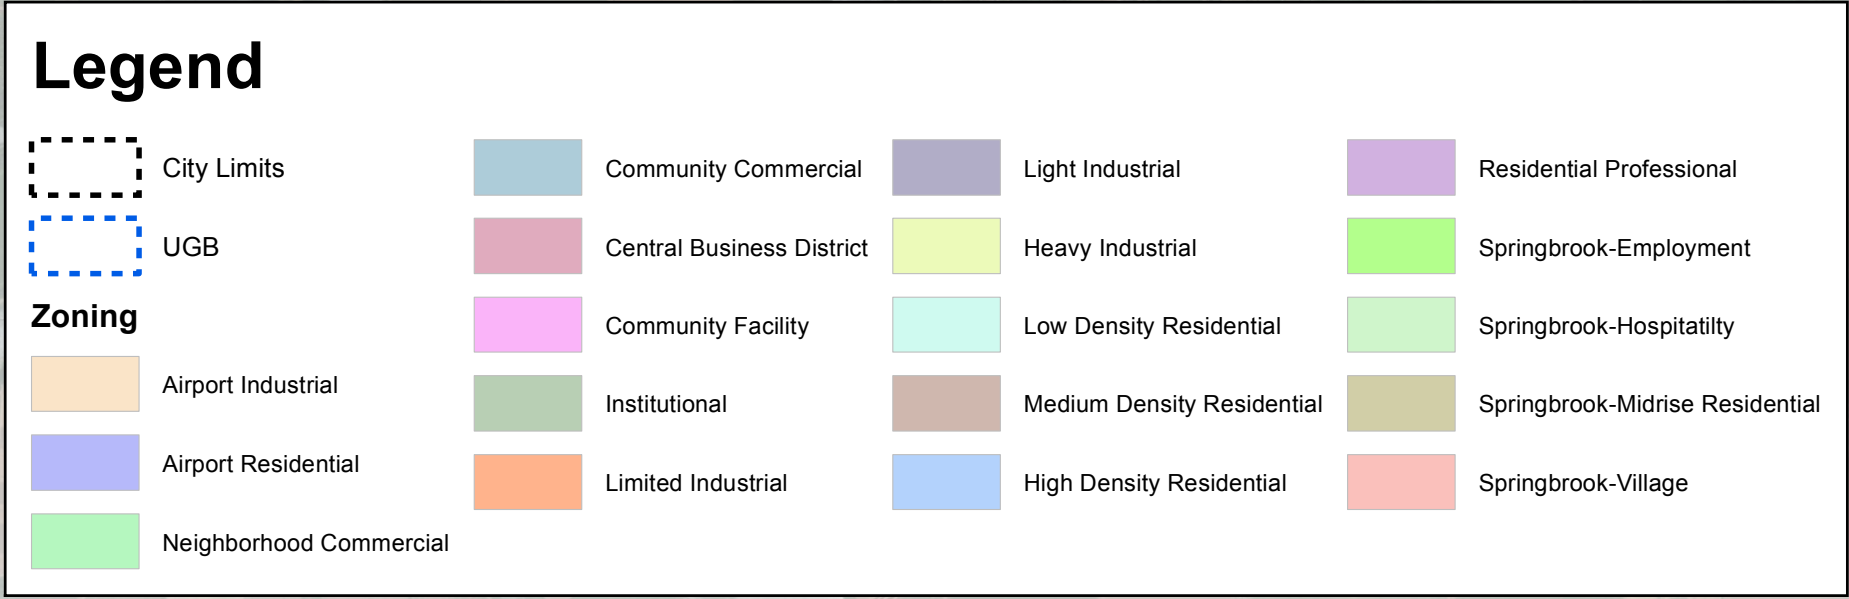 Legend
City Limits
UGB
Zoning
Airport Industrial
Airport Residential
Neighborhood Commercial
Community Commercial
Central Business District
Community Facility
Institutional
Limited Industrial
Light Industrial
Heavy Industrial
Low Density Residential
Medium Density Residential
High Density Residential
Residential Professional
Springbrook-Employment
Springbrook-Hospitatilty
Springbrook-Midrise Residential
Springbrook-Village